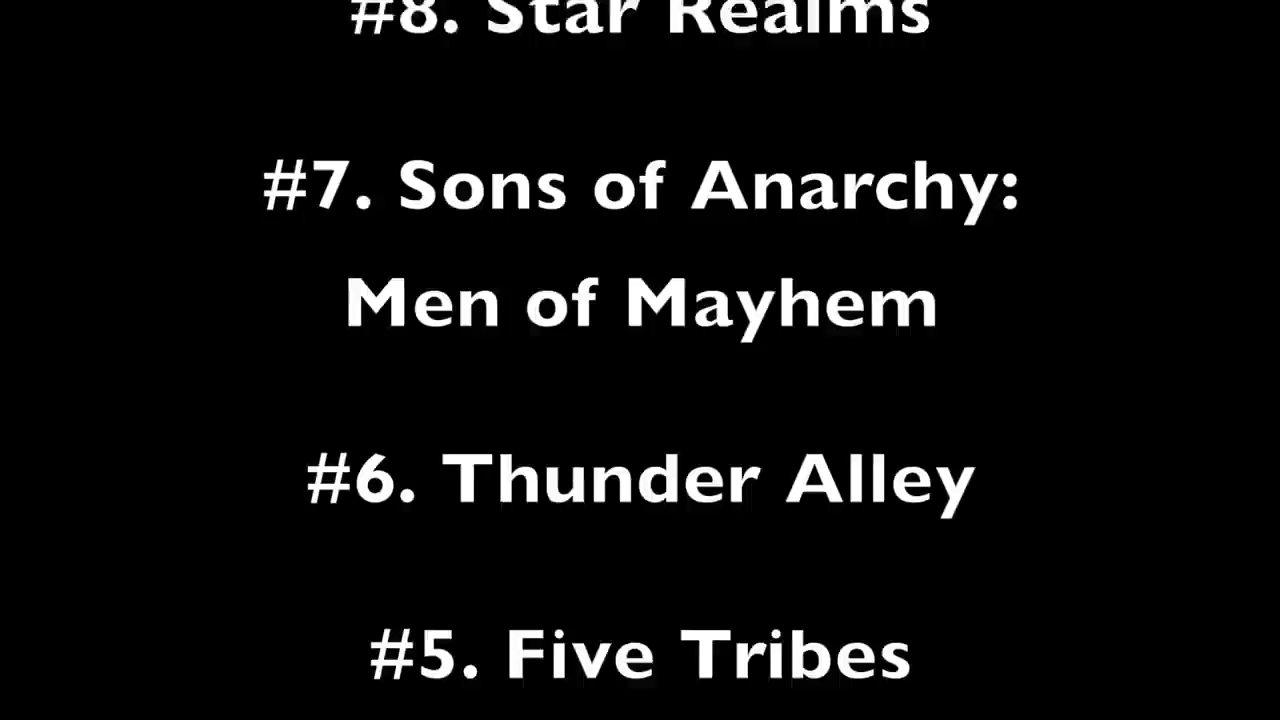 #8. Star Realms
#7. Sons of Anarchy:
Men of Mayhem
#6. Thunder Alley
#5. Five Tribes